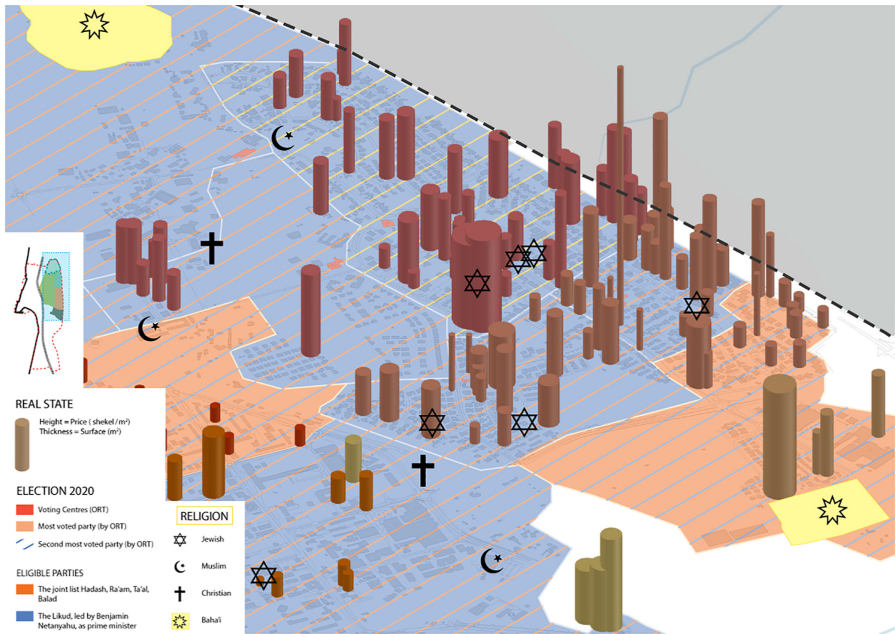 REAL STATE
Height = Price ( shekel / m²)
Thickness = Surface (m²)
ELECTION 2020
Voting Centres (ORT)
Most voted party (by ORT)
Second most voted party (by ORT)
ELIGIBLE PARTIES
The joint list Hadash, Ra'am, Ta'al,
Balad
The Likud, led by Benjamin
Netanyahu, as prime minister
RELIGION
Jewish
Muslim
Christian
Baha'i